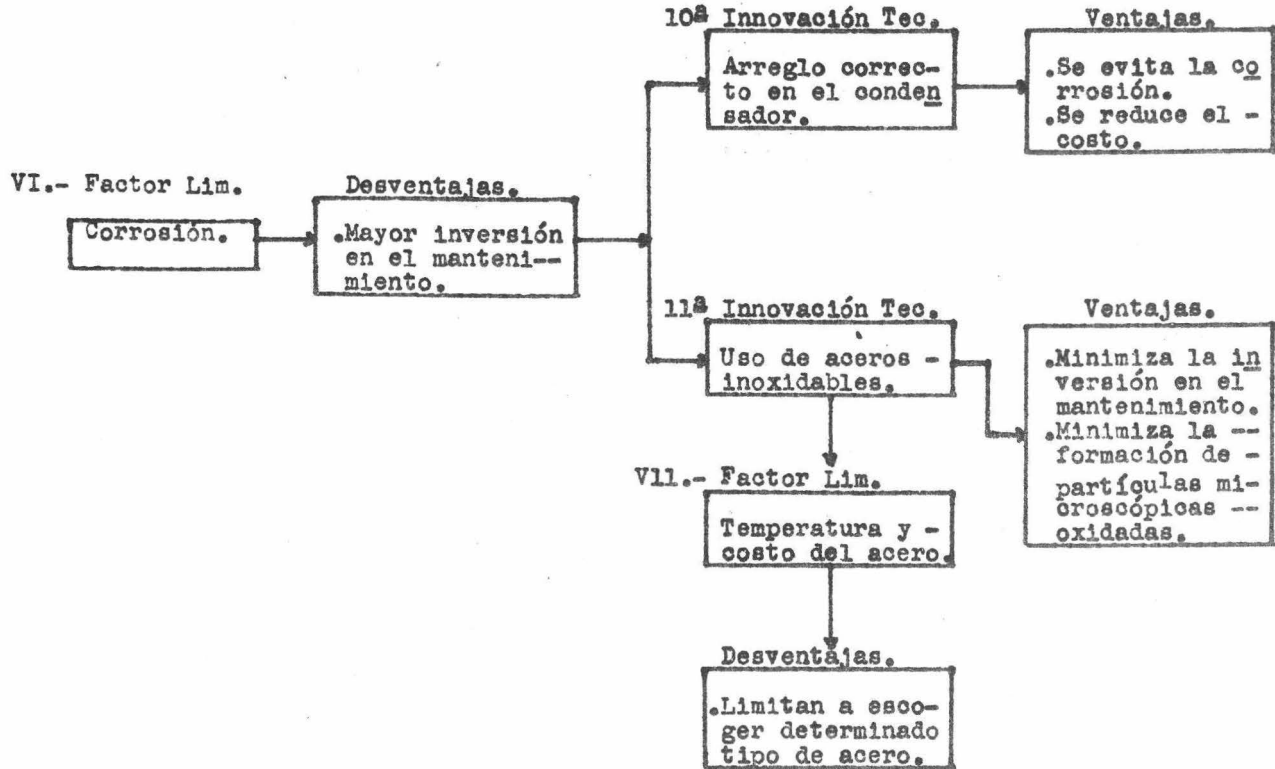 10ª Innovación Tec.
Arreglo correc-
to en el conden
sador.
Ventajas.
.Se evita la co
rrosión.
.Se reduce el -
costo.
VI.- Factor Lim.
Corrosión.
Desventajas.
.Mayor inversión
en el manteni--
miento.
11ª Innovación Tec.
Uso de aceros -
inoxidables.
Ventajas.
.Minimiza la in
versión en el
mantenimiento.
.Minimiza la --
formación de -
partículas mi-
croscópicas --
oxidadas.
V11.- Factor Lim.
Temperatura y -
costo del acero.
Desventajas.
.Limitan a esco-
ger determinado
tipo de acero.